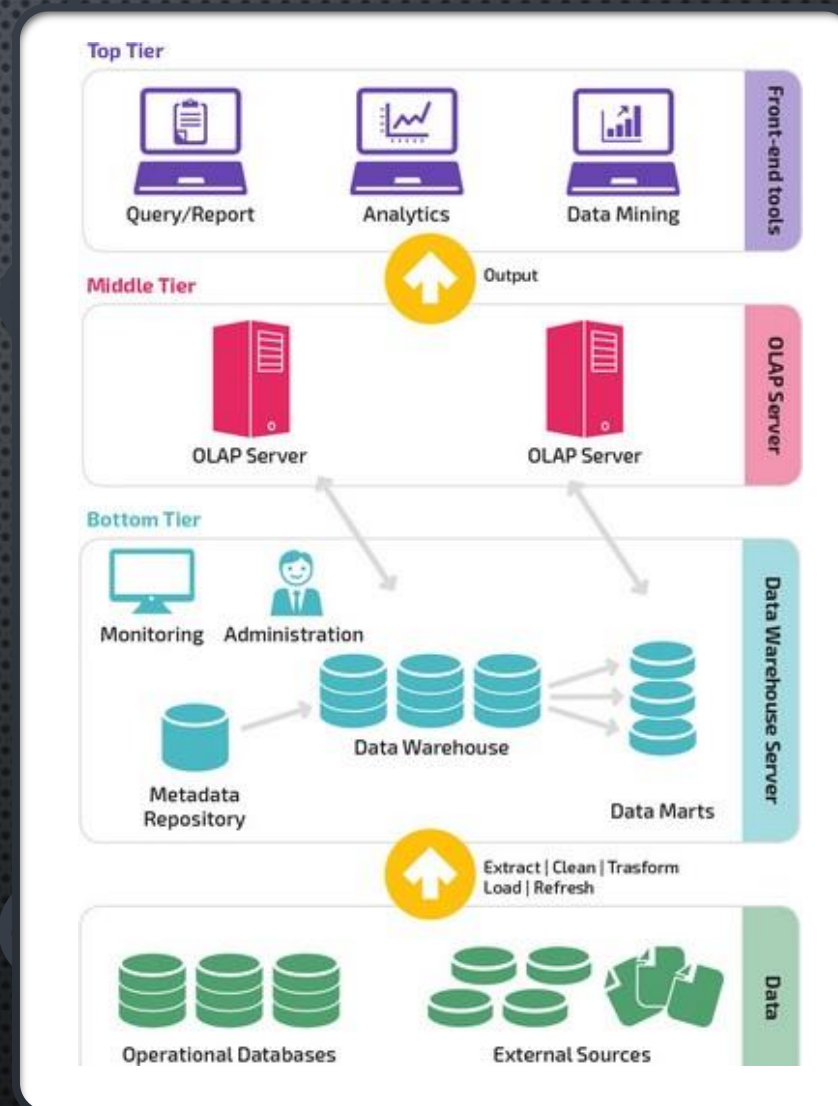 Top Tier
Query/Report
Analytics
Data Mining
Front-end tools
Output
Middle Tier
OLAP Server
OLAP Server
OLAP Server
Bottom Tier
Monitoring
Administration
Data Warehouse
Metadata
Repository
Data Marts
Data Warehouse Server
Extract | Clean | Trasform
Load | Refresh
Operational Databases
External Sources
Data